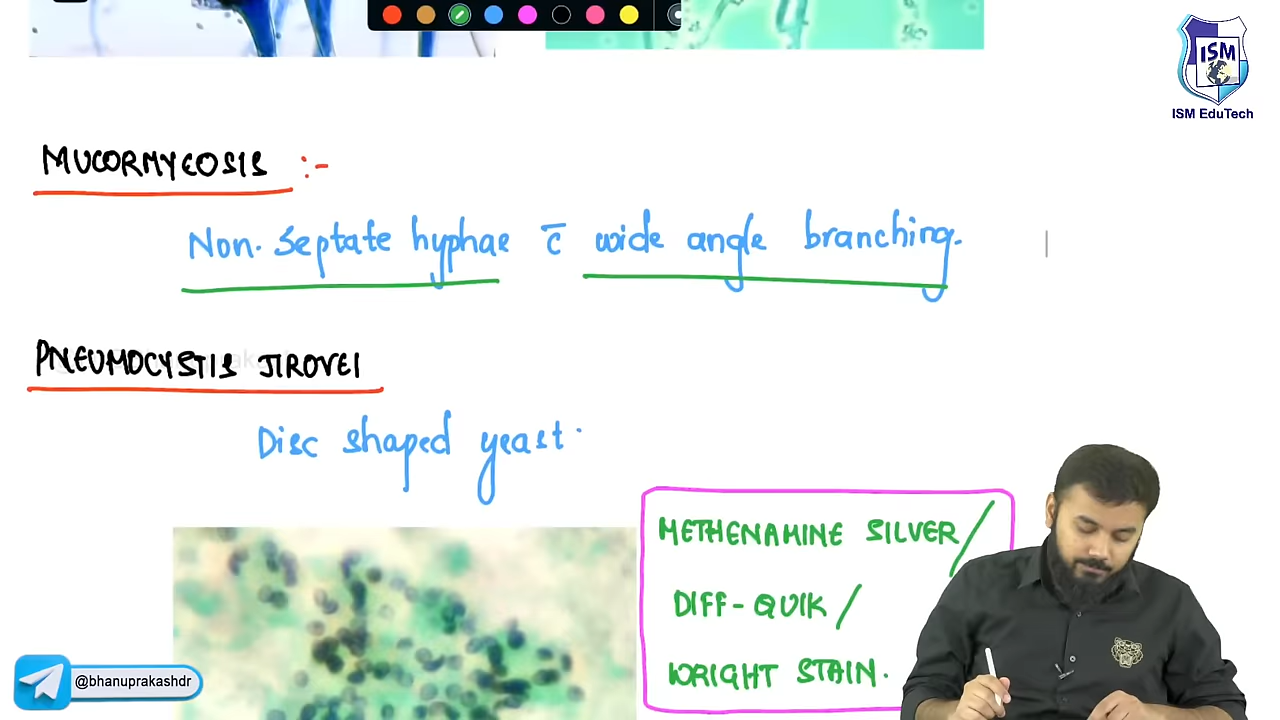 ISM
ISM EduTech
MUCORMYCOSIS :-
Non-Septate hyphae c̄ wide angle branching.
PNEUMOCYSTIS JIROVEI
Disc shaped yeast.
METHENAMINE SILVER/
DIFF-QUIK/
WRIGHT STAIN.
@bhanuprakashdr